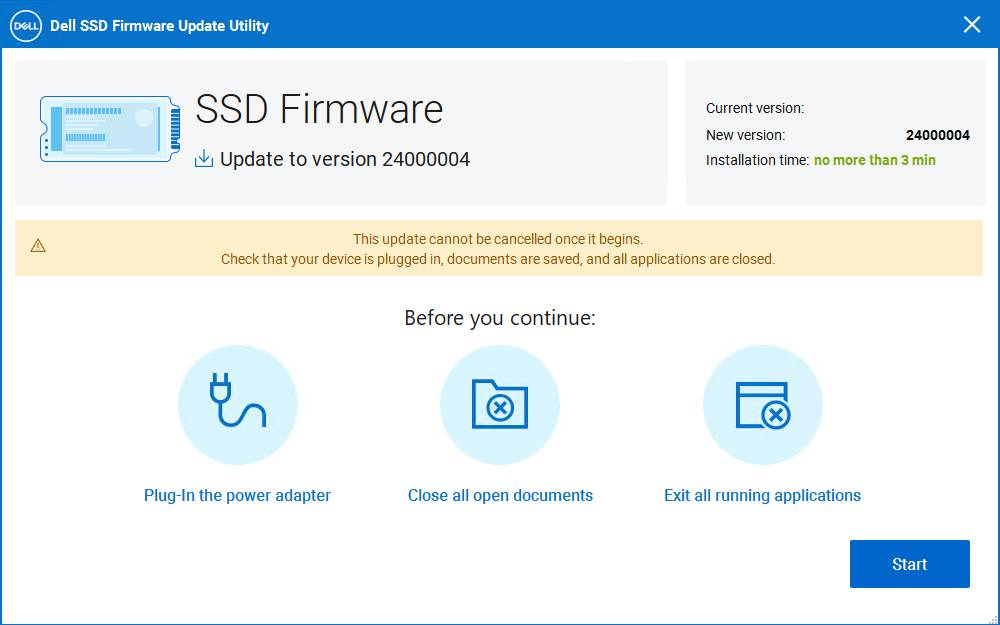 DELL
Dell SSD Firmware Update Utility
SSD Firmware
Update to version 24000004
Current version:
New version: 24000004
Installation time: no more than 3 min
This update cannot be cancelled once it begins.
Check that your device is plugged in, documents are saved, and all applications are closed.
Before you continue:
Plug-In the power adapter
Close all open documents
Exit all running applications
Start